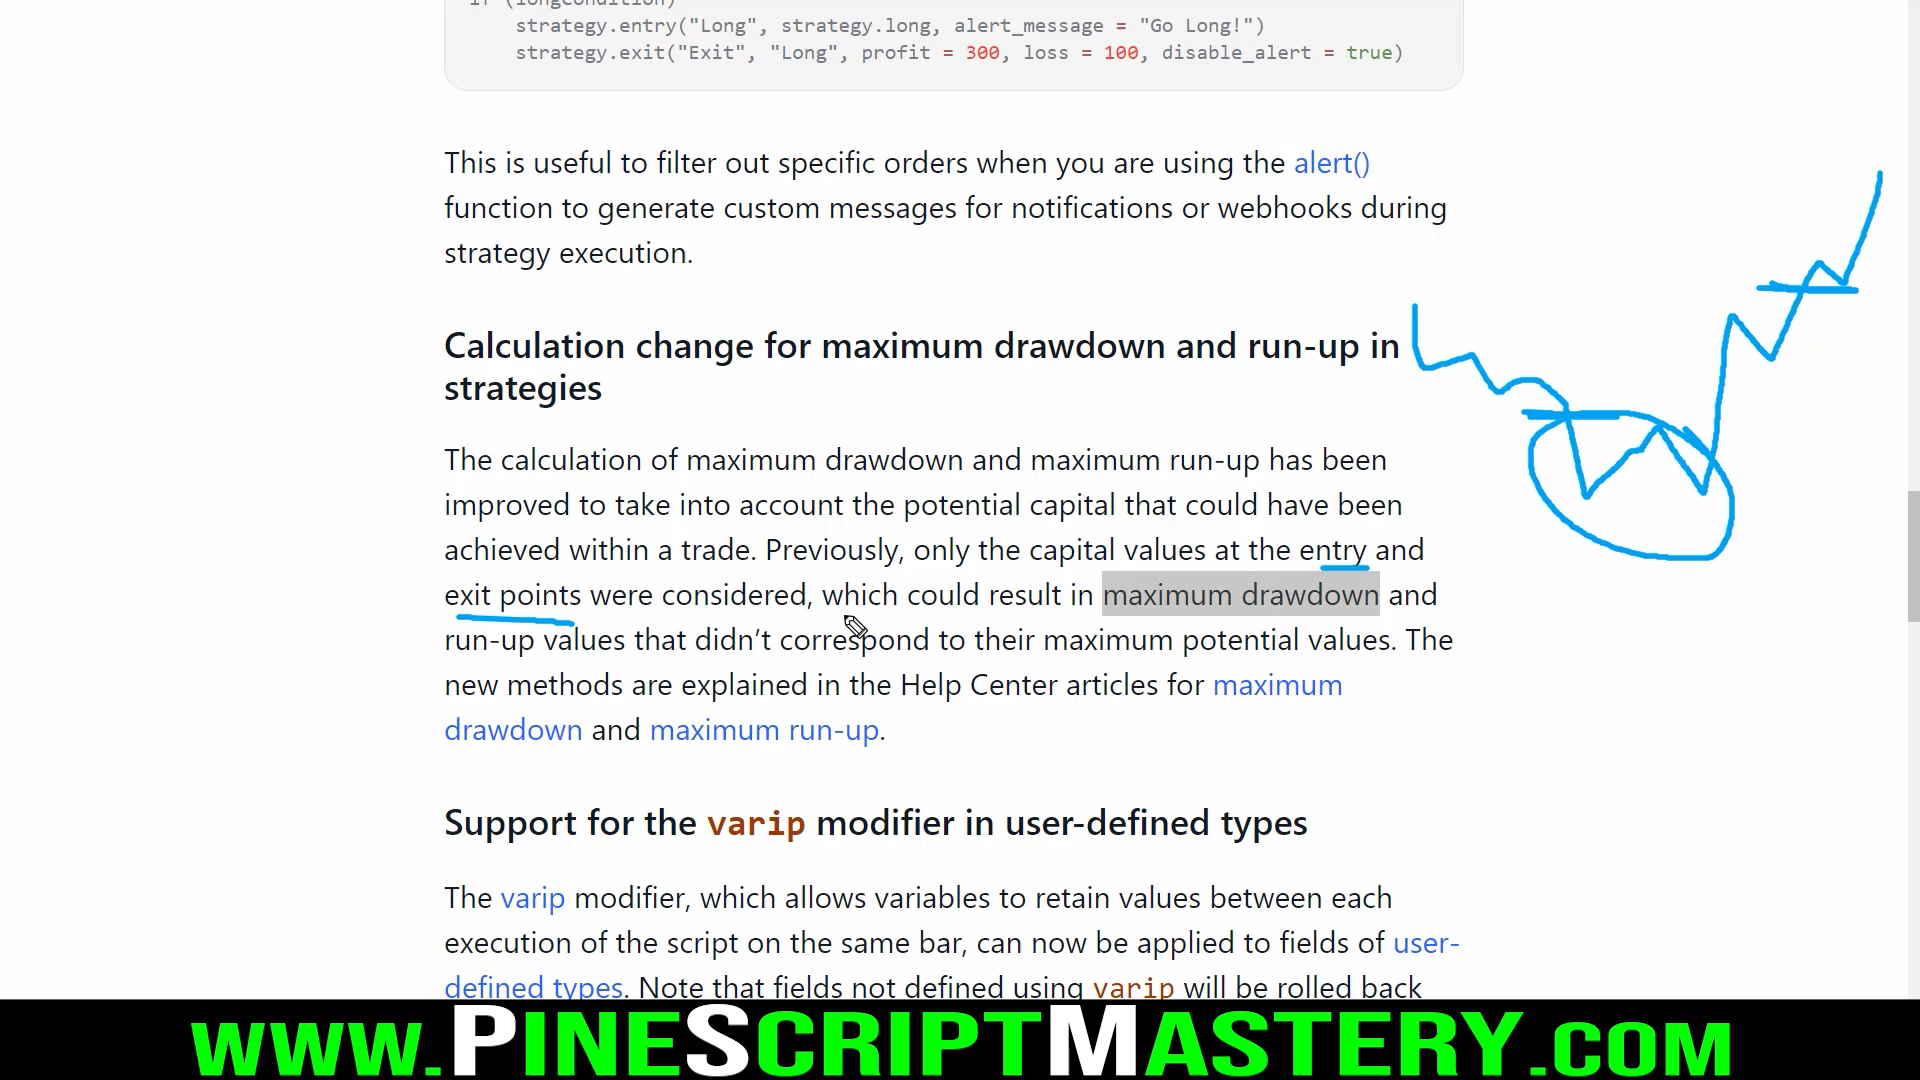 if (longCondition)
strategy.entry("Long", strategy.long, alert_message = "Go Long!")
strategy.exit("Exit", "Long", profit = 300, loss = 100, disable_alert = true)
This is useful to filter out specific orders when you are using the alert()
function to generate custom messages for notifications or webhooks during
strategy execution.
Calculation change for maximum drawdown and run-up in
strategies
The calculation of maximum drawdown and maximum run-up has been
improved to take into account the potential capital that could have been
achieved within a trade. Previously, only the capital values at the entry and
exit points were considered, which could result in maximum drawdown and
run-up values that didn’t correspond to their maximum potential values. The
new methods are explained in the Help Center articles for maximum
drawdown and maximum run-up.
Support for the varip modifier in user-defined types
The varip modifier, which allows variables to retain values between each
execution of the script on the same bar, can now be applied to fields of user-
defined types. Note that fields not defined using varip will be rolled back
www.PineScriptMastery.com